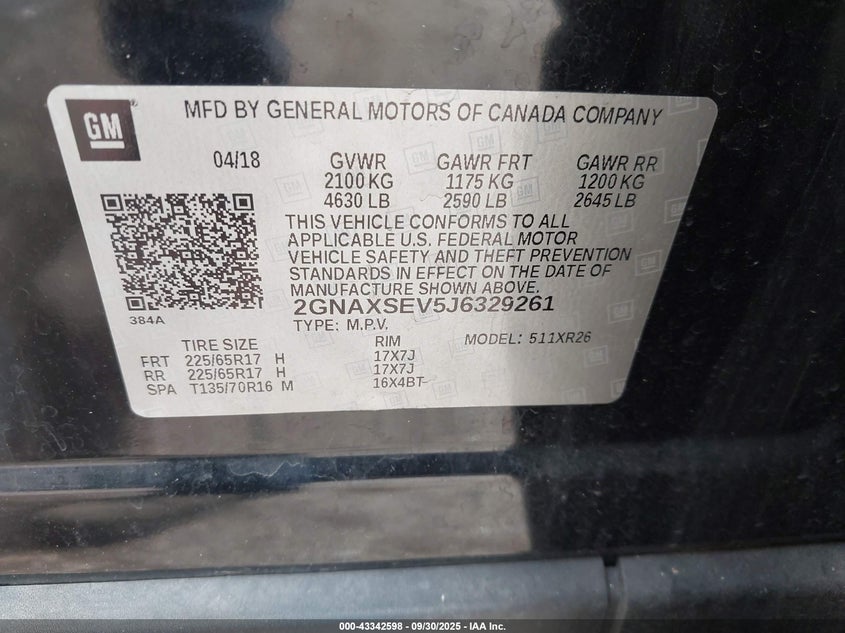 GM
MFD BY GENERAL MOTORS OF CANADA COMPANY
04/18 GVWR GAWR FRT GAWR RR
2100 KG 1175 KG 1200 KG
4630 LB 2590 LB 2645 LB
THIS VEHICLE CONFORMS TO ALL
APPLICABLE U.S. FEDERAL MOTOR
VEHICLE SAFETY AND THEFT PREVENTION
STANDARDS IN EFFECT ON THE DATE OF
MANUFACTURE SHOWN ABOVE.
2GNAXSEV5J6329261
384A
TYPE: M.P.V. MODEL: 511XR26
TIRE SIZE RIM
FRT 225/65R17 H 17X7J
RR 225/65R17 H 17X7J
SPA T135/70R16 M 16X4BT
000-43342598 - 09/30/2025 - IAA Inc.